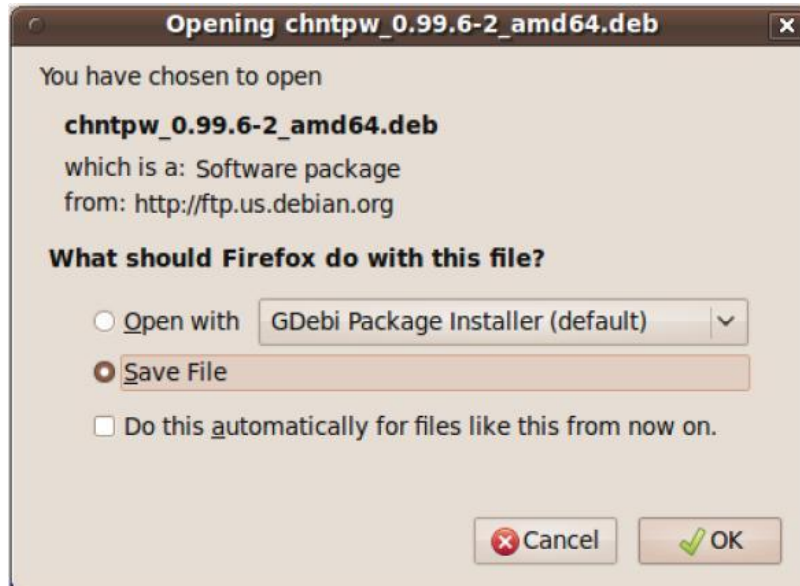 Opening chntpw_0.99.6-2_amd64.deb
You have chosen to open
chntpw_0.99.6-2_amd64.deb
which is a: Software package
from: http://ftp.us.debian.org
What should Firefox do with this file?
Open with GDebi Package Installer (default)
Save File
Do this automatically for files like this from now on.
Cancel OK